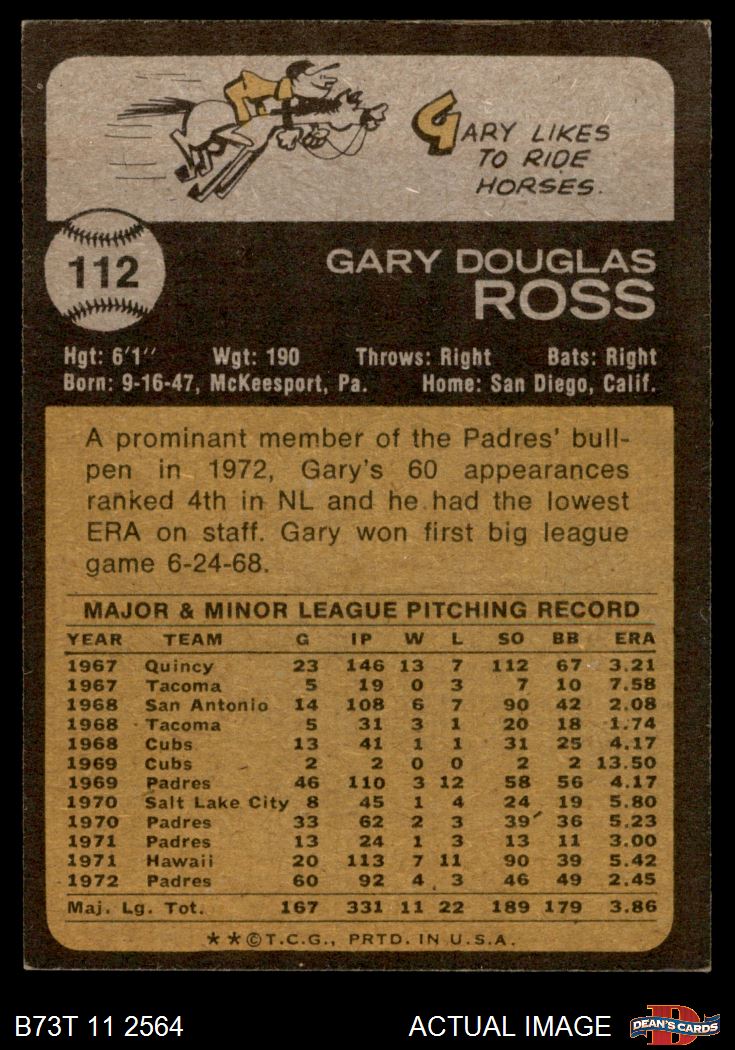 GARY LIKES
TO RIDE
HORSES.
112
GARY DOUGLAS
ROSS
Hgt: 6'1'' Wgt: 190 Throws: Right Bats: Right
Born: 9-16-47, McKeesport, Pa. Home: San Diego, Calif.
A prominant member of the Padres' bull-
pen in 1972, Gary's 60 appearances
ranked 4th in NL and he had the lowest
ERA on staff. Gary won first big league
game 6-24-68.
MAJOR & MINOR LEAGUE PITCHING RECORD
YEAR TEAM G IP W L SO BB ERA
1967 Quincy 23 146 13 7 112 67 3.21
1967 Tacoma 5 19 0 3 7 10 7.58
1968 San Antonio 14 108 6 7 90 42 2.08
1968 Tacoma 5 31 3 1 20 18 1.74
1968 Cubs 13 41 1 1 31 25 4.17
1969 Cubs 2 2 0 0 2 2 13.50
1969 Padres 46 110 3 12 58 56 4.17
1970 Salt Lake City 8 45 1 4 24 19 5.80
1970 Padres 33 62 2 3 39 36 5.23
1971 Padres 13 24 1 3 13 11 3.00
1971 Hawaii 20 113 7 11 90 39 5.42
1972 Padres 60 92 4 3 46 49 2.45
Maj. Lg. Tot. 167 331 11 22 189 179 3.86
★★©T.C.G., PRTD. IN U.S.A.
B73T 11 2564 ACTUAL IMAGE D DEAN'S CARDS